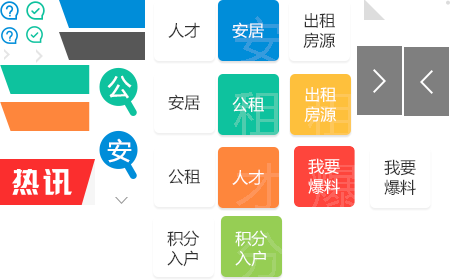 人才
安居
出租
房源
公
安居
公租
出租
房源
安
热讯
公租
人才
我要
爆料
我要
爆料
积分
入户
积分
入户